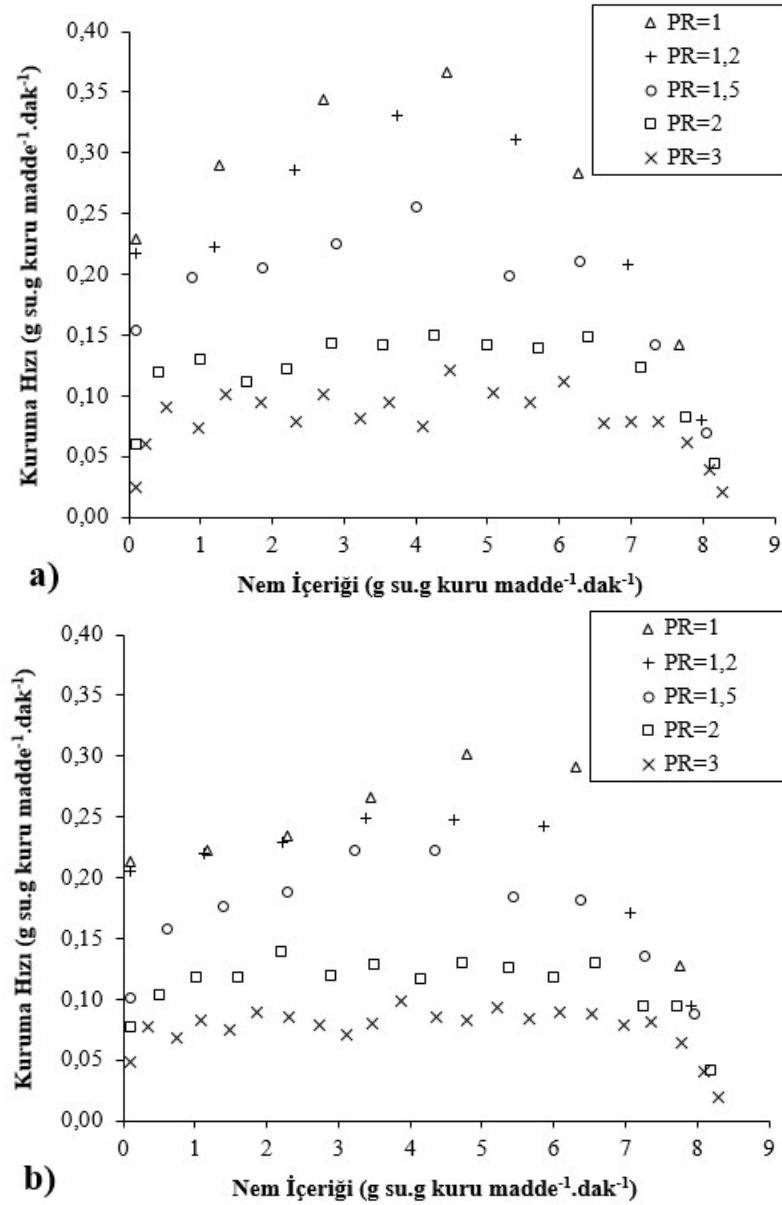 △ PR=1
+ PR=1,2
○ PR=1,5
□ PR=2
× PR=3
0,40
0,35
0,30
0,25
0,20
0,15
0,10
0,05
0,00
Kuruma Hızı (g su.g kuru madde⁻¹.dak⁻¹)
0 1 2 3 4 5 6 7 8 9
a)
Nem İçeriği (g su.g kuru madde⁻¹.dak⁻¹)
△ PR=1
+ PR=1,2
○ PR=1,5
□ PR=2
× PR=3
0,40
0,35
0,30
0,25
0,20
0,15
0,10
0,05
0,00
Kuruma Hızı (g su.g kuru madde⁻¹.dak⁻¹)
0 1 2 3 4 5 6 7 8 9
b)
Nem İçeriği (g su.g kuru madde⁻¹.dak⁻¹)